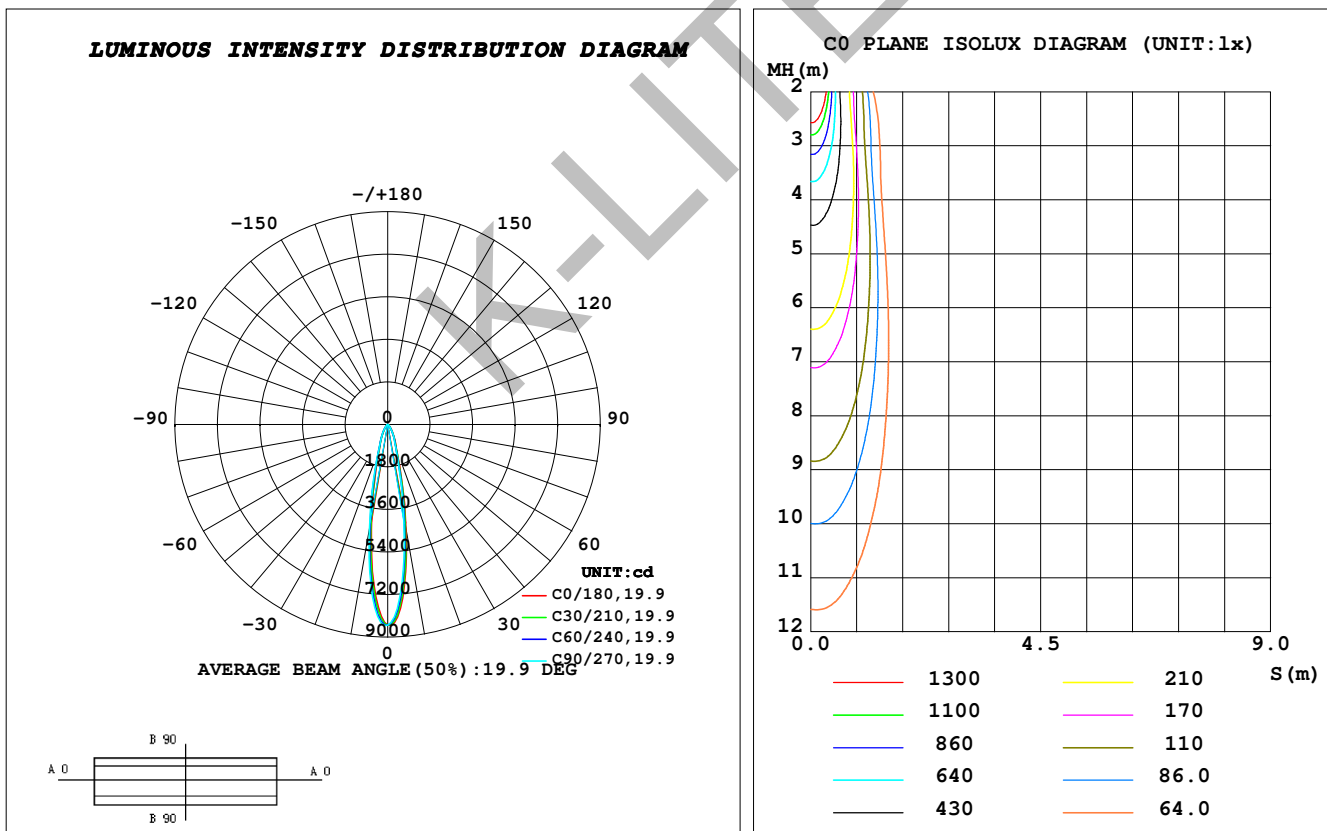 LUMINOUS INTENSITY DISTRIBUTION DIAGRAM
-/+180
-150
150
-120
120
-90
90
-60
60
-30
30
0
0
1800
3600
5400
7200
9000
UNIT:cd
C0/180,19.9
C30/210,19.9
C60/240,19.9
C90/270,19.9
AVERAGE BEAM ANGLE(50%):19.9 DEG
B 90
A 0
A 0
B 90
C0 PLANE ISOLUX DIAGRAM (UNIT:lx)
MH(m)
2
3
4
5
6
7
8
9
10
11
12
0.0
4.5
9.0
S(m)
1300
210
1100
170
860
110
640
86.0
430
64.0
K-LITE